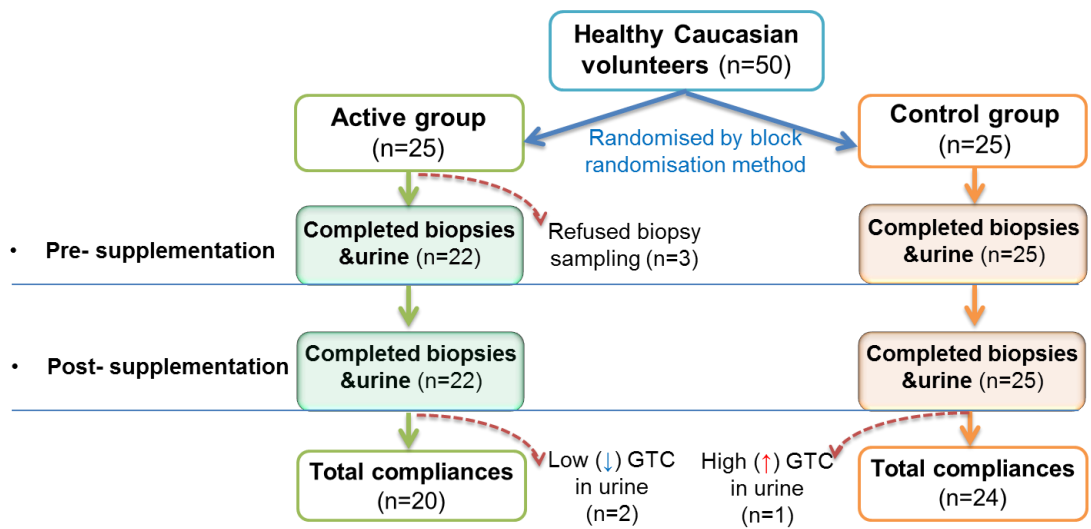 Healthy Caucasian
volunteers (n=50)
Active group
(n=25)
Randomised by block
randomisation method
Control group
(n=25)
• Pre- supplementation
Completed biopsies
&urine (n=22)
Refused biopsy
sampling (n=3)
Completed biopsies
&urine (n=25)
• Post- supplementation
Completed biopsies
&urine (n=22)
Completed biopsies
&urine (n=25)
Total compliances
(n=20)
Low (↓) GTC
in urine
(n=2)
High (↑) GTC
in urine
(n=1)
Total compliances
(n=24)